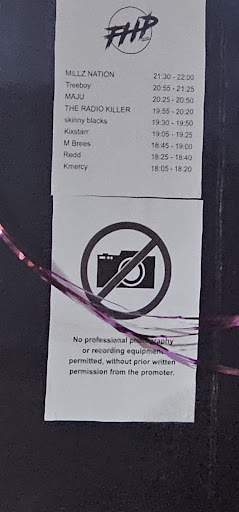 FHP
MILLZ NATION 21:30 - 22:00
Treeboy 20:55 - 21:25
MAJU 20:25 - 20:50
THE RADIO KILLER 19:55 - 20:20
skinny blacks 19:30 - 19:50
Kixstarr 19:05 - 19:25
M Brees 18:45 - 19:00
Redd 18:25 - 18:40
Kmercy 18:05 - 18:20
No professional photography
or recording equipment
permitted, without prior written
permission from the promoter.